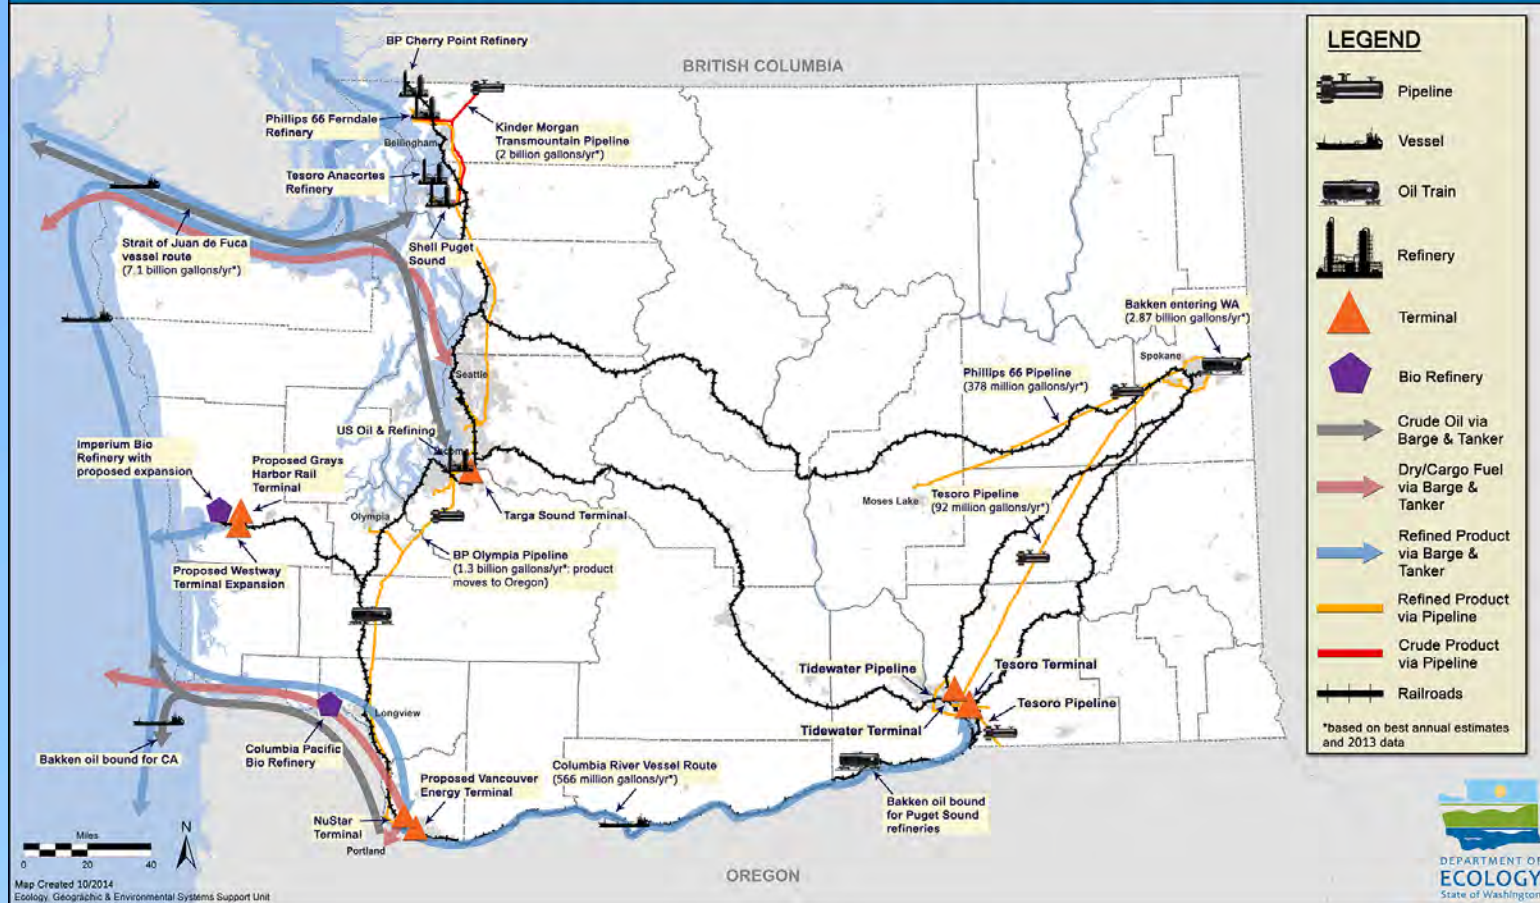 BP Cherry Point Refinery
BRITISH COLUMBIA
Phillips 66 Ferndale
Refinery
Bellingham
Kinder Morgan
Transmountain Pipeline
(2 billion gallons/yr*)
Tesoro Anacortes
Refinery
Strait of Juan de Fuca
vessel route
(7.1 billion gallons/yr*)
Shell Puget
Sound
Bakken entering WA
(2.87 billion gallons/yr*)
Spokane
Phillips 66 Pipeline
(378 million gallons/yr*)
Seattle
US Oil & Refining
Imperium Bio
Refinery with
proposed expansion
Proposed Grays
Harbor Rail
Terminal
Moses Lake
Tesoro Pipeline
(92 million gallons/yr*)
Olympia
Targa Sound Terminal
BP Olympia Pipeline
(1.3 billion gallons/yr*: product
moves to Oregon)
Proposed Westway
Terminal Expansion
Tidewater Pipeline
Tesoro Terminal
Tesoro Pipeline
Tidewater Terminal
Longview
Bakken oil bound for CA
Columbia Pacific
Bio Refinery
Columbia River Vessel Route
(566 million gallons/yr*)
Proposed Vancouver
Energy Terminal
Bakken oil bound
for Puget Sound
refineries
NuStar
Terminal
Portland
OREGON
Miles
0 20 40
N
Map Created 10/2014
Ecology, Geographic & Environmental Systems Support Unit
LEGEND
Pipeline
Vessel
Oil Train
Refinery
Terminal
Bio Refinery
Crude Oil via
Barge & Tanker
Dry/Cargo Fuel
via Barge &
Tanker
Refined Product
via Barge &
Tanker
Refined Product
via Pipeline
Crude Product
via Pipeline
Railroads
*based on best annual estimates
and 2013 data
DEPARTMENT OF
ECOLOGY
State of Washington